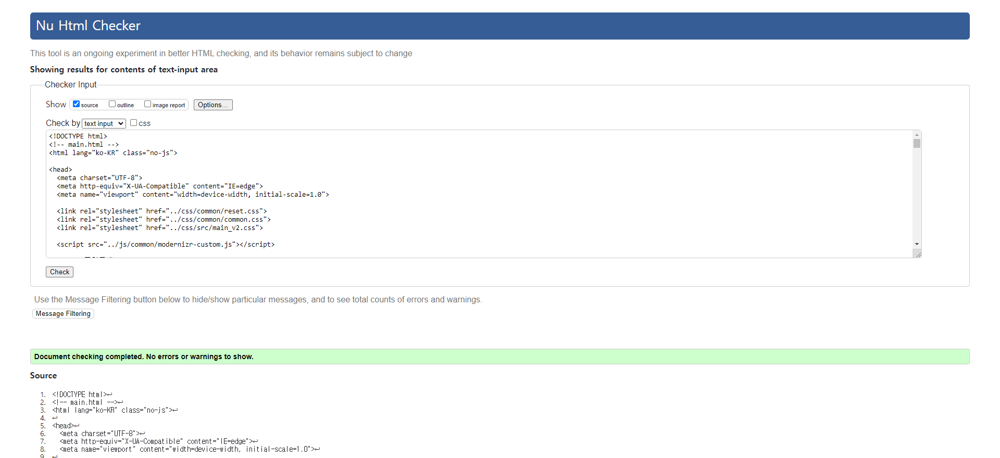 Nu Html Checker
This tool is an ongoing experiment in better HTML checking, and its behavior remains subject to change
Showing results for contents of text-input area
Checker Input
Show source outline image report Options...
Check by text input css
<!DOCTYPE html>
<!-- main.html -->
<html lang="ko-KR" class="no-js">
<head>
<meta charset="UTF-8">
<meta http-equiv="X-UA-Compatible" content="IE=edge">
<meta name="viewport" content="width=device-width, initial-scale=1.0">
<link rel="stylesheet" href="../css/common/reset.css">
<link rel="stylesheet" href="../css/common/common.css">
<link rel="stylesheet" href="../css/src/main_v2.css">
<script src="../js/common/modernizr-custom.js"></script>
Check
Use the Message Filtering button below to hide/show particular messages, and to see total counts of errors and warnings.
Message Filtering
Document checking completed. No errors or warnings to show.
Source
1. <!DOCTYPE html>↩
2. <!-- main.html -->↩
3. <html lang="ko-KR" class="no-js">↩
4. ↩
5. <head>↩
6. <meta charset="UTF-8">↩
7. <meta http-equiv="X-UA-Compatible" content="IE=edge">↩
8. <meta name="viewport" content="width=device-width, initial-scale=1.0">↩
9. ↩